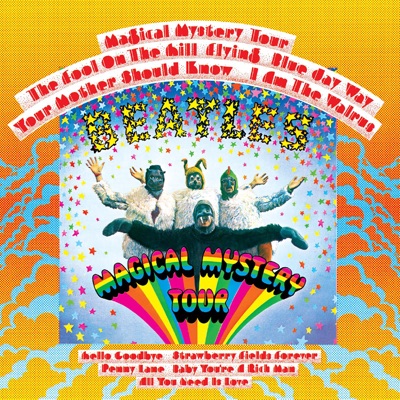 Magical Mystery Tour
The Fool On The Hill Flying Blue Jay Way
Your Mother Should Know I Am The Walrus
BEATLES
MAGICAL MYSTERY
TOUR
Hello Goodbye Strawberry Fields Forever
Penny Lane Baby You're A Rich Man
All You Need Is Love